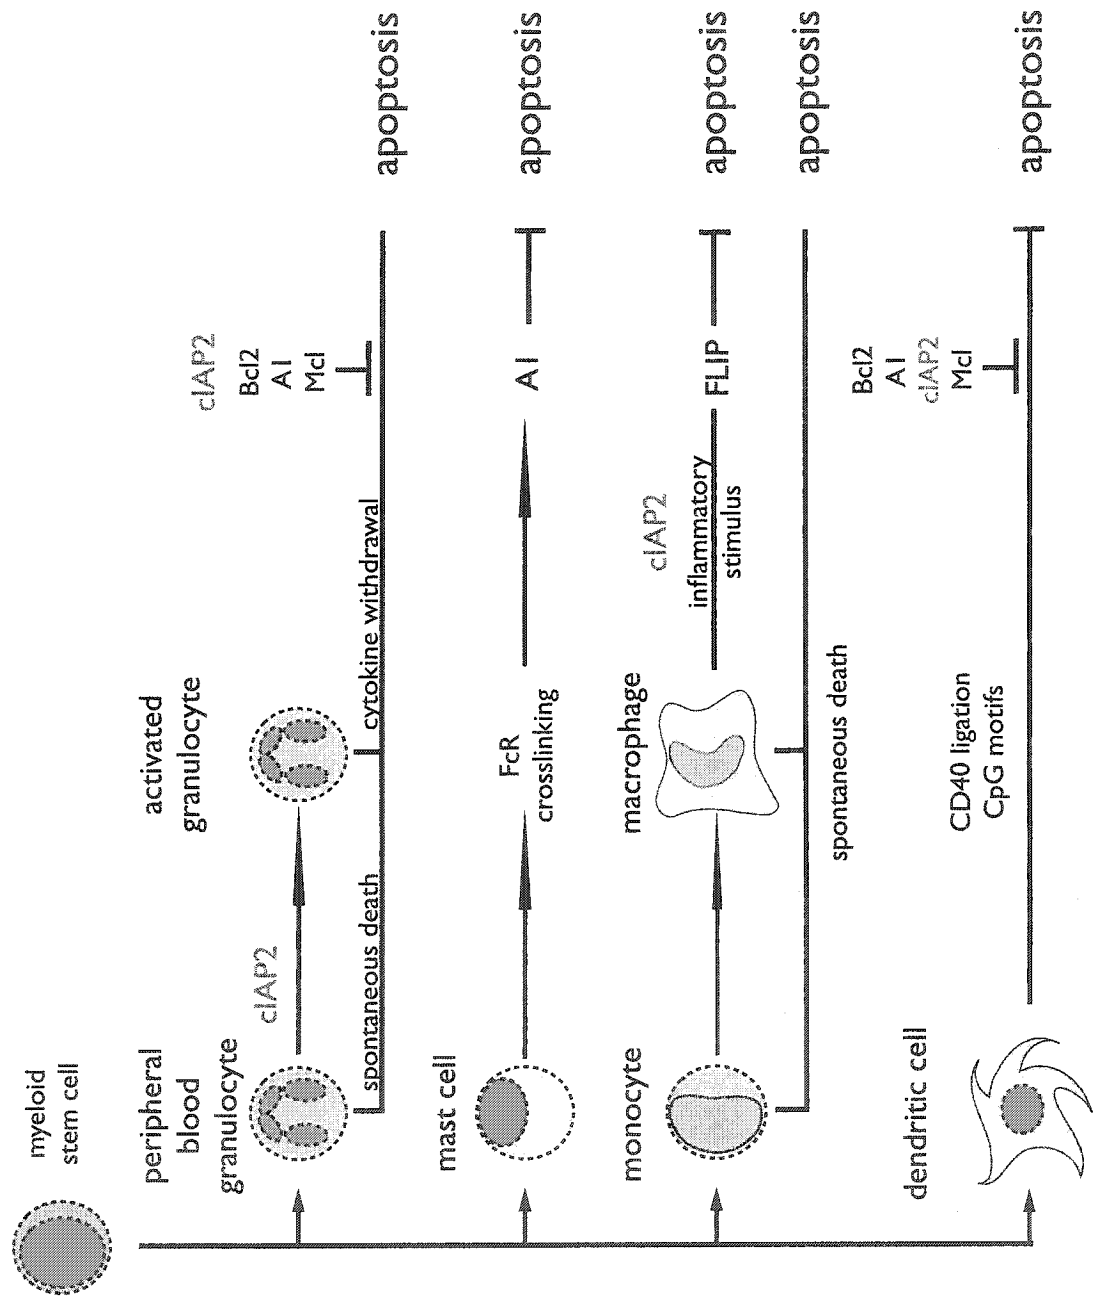 myeloid
stem cell
peripheral
blood
granulocyte
cIAP2
activated
granulocyte
spontaneous death
cytokine withdrawal
cIAP2
Bcl2
A1
Mcl
apoptosis
mast cell
FcR
crosslinking
A1
apoptosis
monocyte
macrophage
cIAP2
inflammatory
stimulus
FLIP
apoptosis
spontaneous death
apoptosis
dendritic cell
CD40 ligation
CpG motifs
Bcl2
A1
cIAP2
Mcl
apoptosis